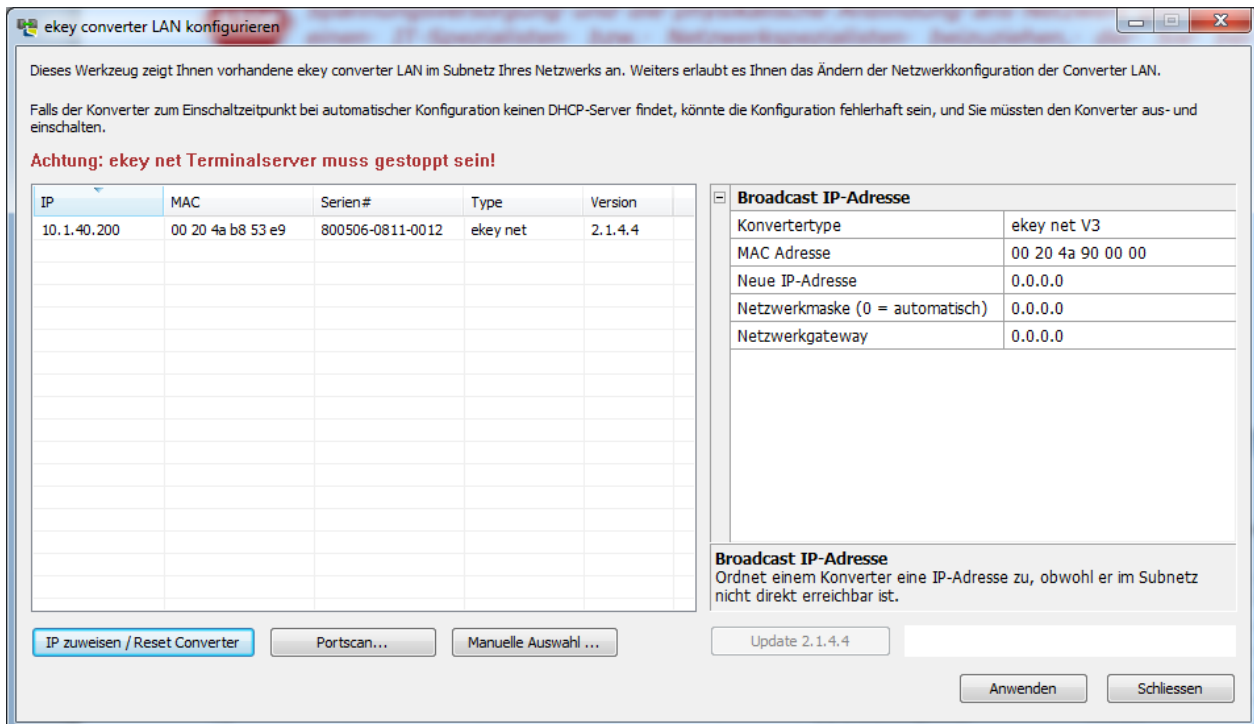 ekey converter LAN konfigurieren
einen IT-Spezialisten bzw. Netzwerkspezialisten beizuziehen, der
Dieses Werkzeug zeigt Ihnen vorhandene ekey converter LAN im Subnetz Ihres Netzwerks an. Weiters erlaubt es Ihnen das Ändern der Netzwerkkonfiguration der Converter LAN.
Falls der Konverter zum Einschaltzeitpunkt bei automatischer Konfiguration keinen DHCP-Server findet, könnte die Konfiguration fehlerhaft sein, und Sie müssten den Konverter aus- und
einschalten.
Achtung: ekey net Terminalserver muss gestoppt sein!
IP MAC Serien# Type Version
10.1.40.200 00 20 4a b8 53 e9 800506-0811-0012 ekey net 2.1.4.4
Broadcast IP-Adresse
Konvertertype ekey net V3
MAC Adresse 00 20 4a 90 00 00
Neue IP-Adresse 0.0.0.0
Netzwerkmaske (0 = automatisch) 0.0.0.0
Netzwerkgateway 0.0.0.0
Broadcast IP-Adresse
Ordnet einem Konverter eine IP-Adresse zu, obwohl er im Subnetz
nicht direkt erreichbar ist.
IP zuweisen / Reset Converter Portscan... Manuelle Auswahl ... Update 2.1.4.4
Anwenden Schliessen